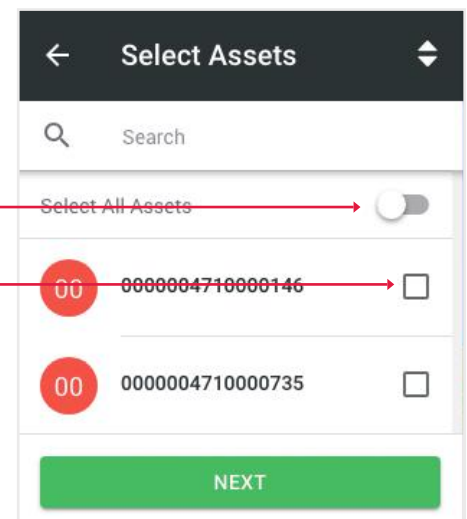 Select Assets
Search
Select All Assets
00 0000004710000146
00 0000004710000735
NEXT